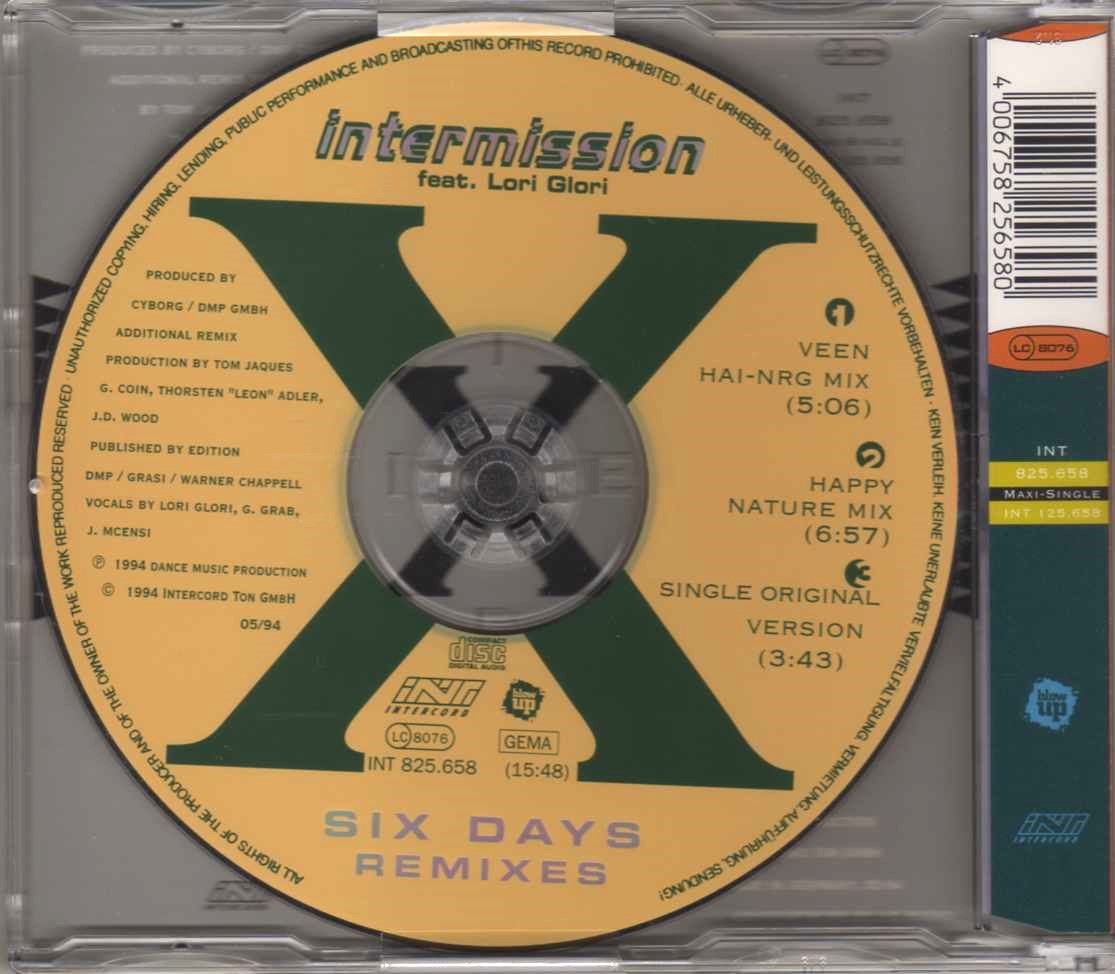 intermission
feat. Lori Glori
ALL RIGHTS OF THE PRODUCER AND OF THE OWNER OF THE WORK REPRODUCED RESERVED · UNAUTHORIZED COPYING, HIRING, LENDING, PUBLIC PERFORMANCE AND BROADCASTING OFTHIS RECORD PROHIBITED· ALLE URHEBER- UND LEISTUNGSSCHUTZRECHTE VORBEHALTEN · KEIN VERLEIH, KEINE UNERLAUBTE VERVIELFÄLTIGUNG, VERMIETUNG, AUFFÜHRUNG, SENDUNG!
PRODUCED BY
CYBORG / DMP GMBH
ADDITIONAL REMIX
PRODUCTION BY TOM JAQUES
G. COIN, THORSTEN "LEON" ADLER,
J.D. WOOD
PUBLISHED BY EDITION
DMP / GRASI / WARNER CHAPPELL
VOCALS BY LORI GLORI, G. GRAB,
J. MCENSI
Ⓟ 1994 DANCE MUSIC PRODUCTION
© 1994 INTERCORD TON GMBH
05/94
1
VEEN
HAI-NRG MIX
(5:06)
2
HAPPY
NATURE MIX
(6:57)
3
SINGLE ORIGINAL
VERSION
(3:43)
X
COMPACT
disc
DIGITAL AUDIO
INT
INTERCORD
blow
up
LC 8076
GEMA
INT 825.658
(15:48)
SIX DAYS
REMIXES
4 006758 256580
LC 8076
INT
825.658
MAXI-SINGLE
INT 125.658
blow
up
INT
INTERCORD